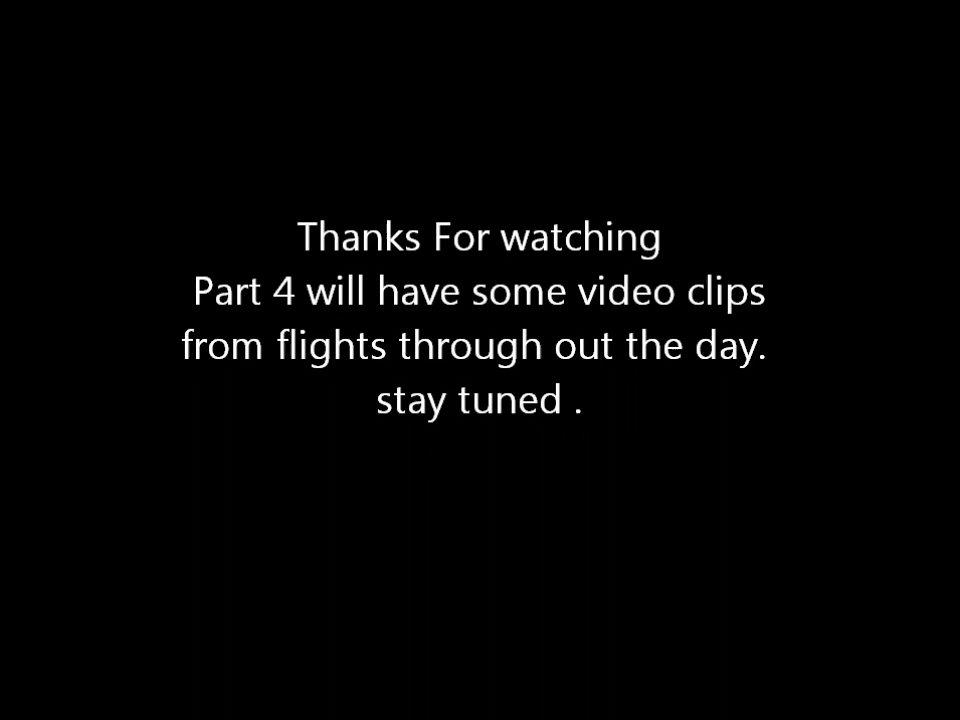 Thanks For watching
Part 4 will have some video clips
from flights through out the day.
stay tuned .